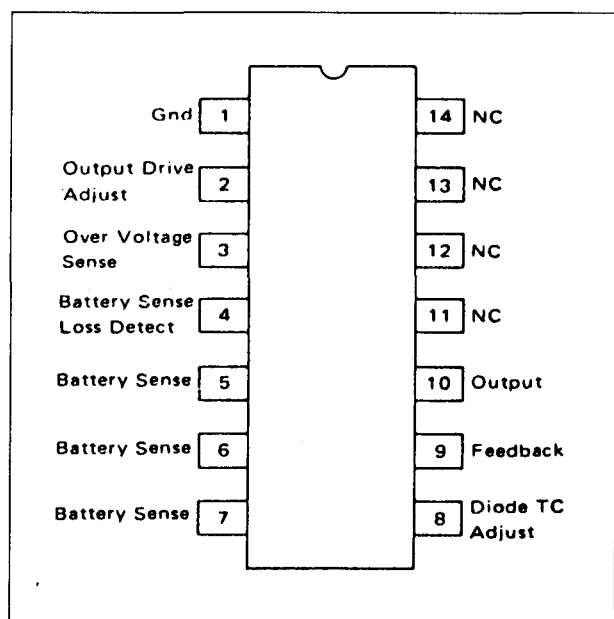 Gnd 1
Output Drive
Adjust 2
Over Voltage
Sense 3
Battery Sense
Loss Detect 4
Battery Sense 5
Battery Sense 6
Battery Sense 7
14 NC
13 NC
12 NC
11 NC
10 Output
9 Feedback
8 Diode TC
Adjust